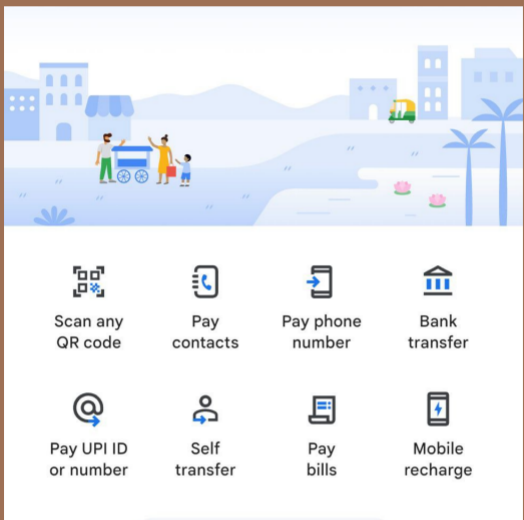 Scan any
QR code
Pay
contacts
Pay phone
number
Bank
transfer
Pay UPI ID
or number
Self
transfer
Pay
bills
Mobile
recharge